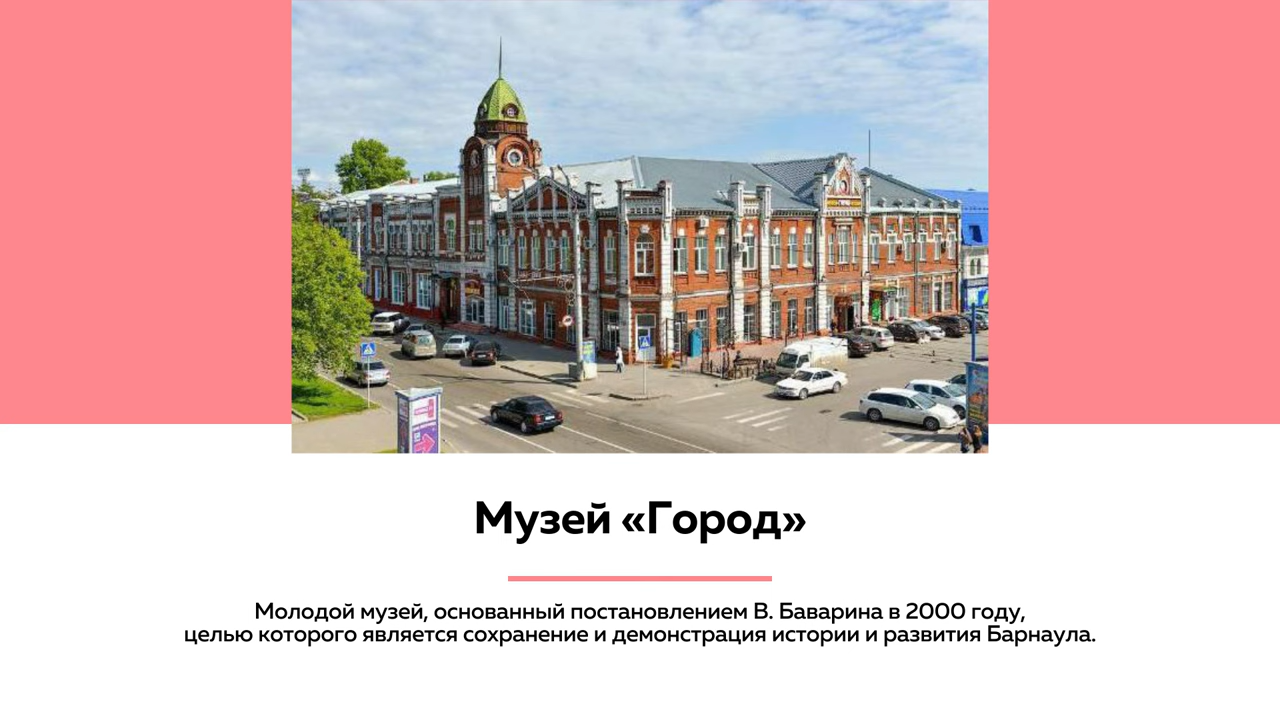 Музей «Город»
Молодой музей, основанный постановлением В. Баварина в 2000 году,
целью которого является сохранение и демонстрация истории и развития Барнаула.